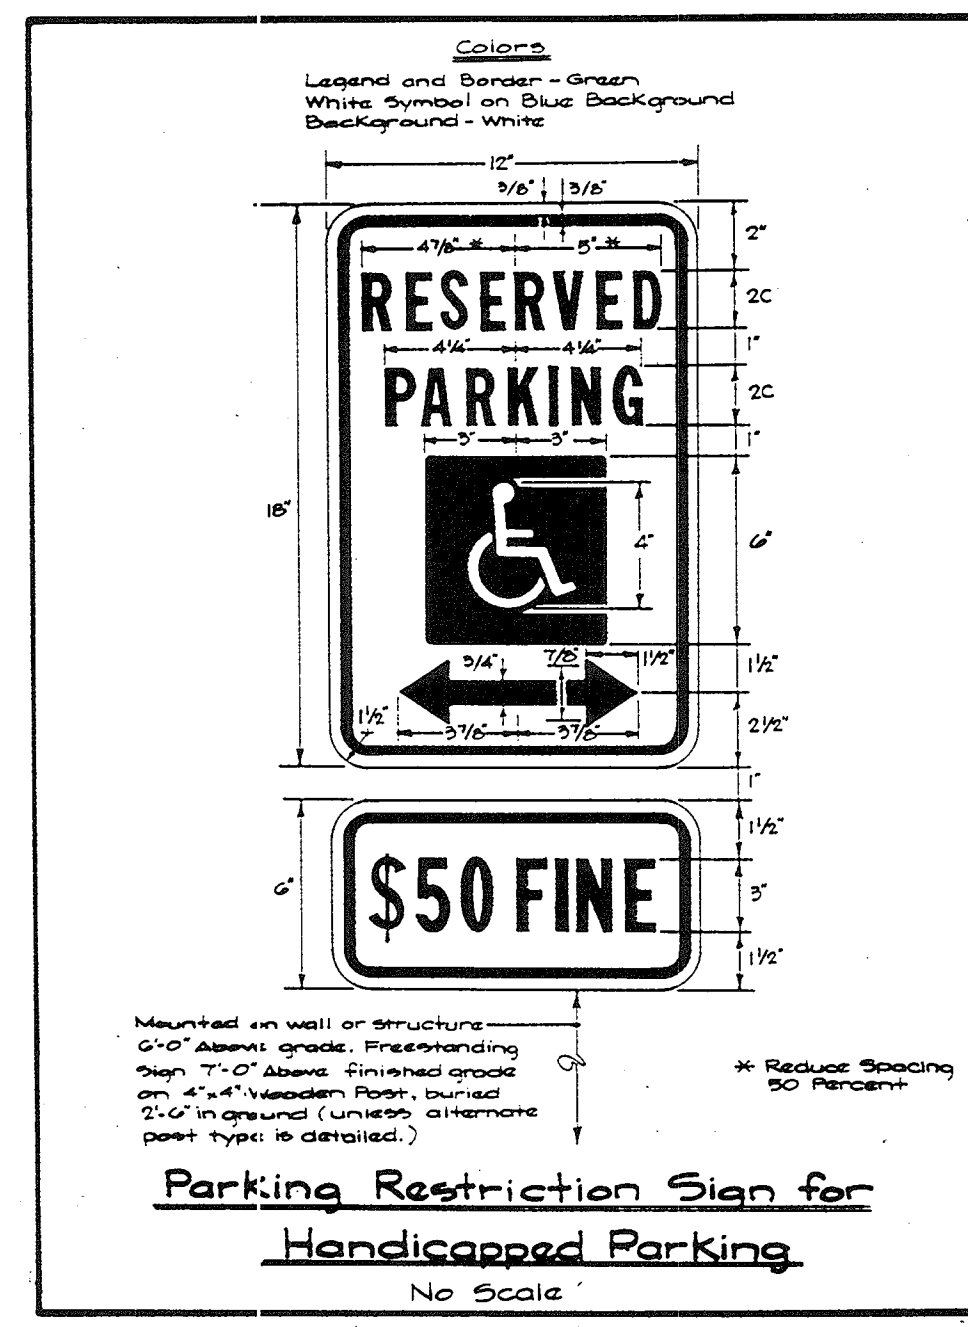 Colors
Legend and Border - Green
White Symbol on Blue Background
Background - White
12"
3/8" 3/8"
2"
4 7/8" * 5" *
RESERVED
2C
4 1/4" 4 1/4"
1"
PARKING
2C
3" 3"
1"
18"
4"
6"
3/4" 7/8" 1 1/2"
1 1/2"
1 1/2"
3 7/8" 3 7/8"
2 1/2"
1"
1 1/2"
6"
$50 FINE
3"
1 1/2"
Mounted on wall or structure
6'-0" Above grade. Freestanding
sign 7'-0" Above finished grade
on 4"x4" Wooden Post, buried
2'-6" in ground (unless alternate
post type is detailed.)
* Reduce Spacing
50 Percent
Parking Restriction Sign for
Handicapped Parking
No Scale